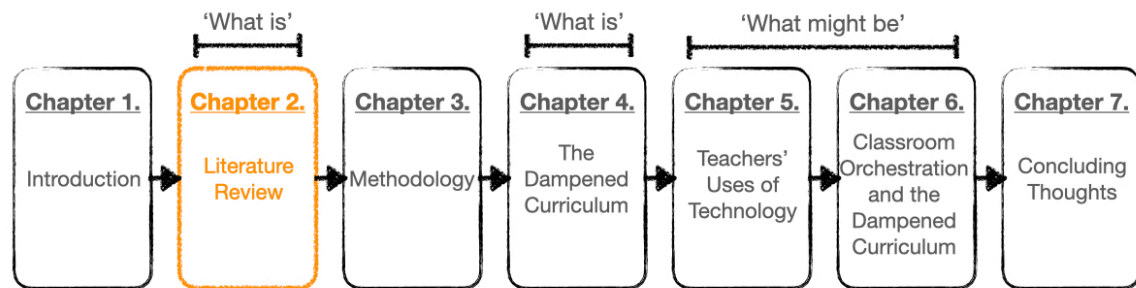 ‘What is’
‘What is’
‘What might be’
Chapter 1.
Introduction
Chapter 2.
Literature
Review
Chapter 3.
Methodology
Chapter 4.
The
Dampened
Curriculum
Chapter 5.
Teachers’
Uses of
Technology
Chapter 6.
Classroom
Orchestration
and the
Dampened
Curriculum
Chapter 7.
Concluding
Thoughts